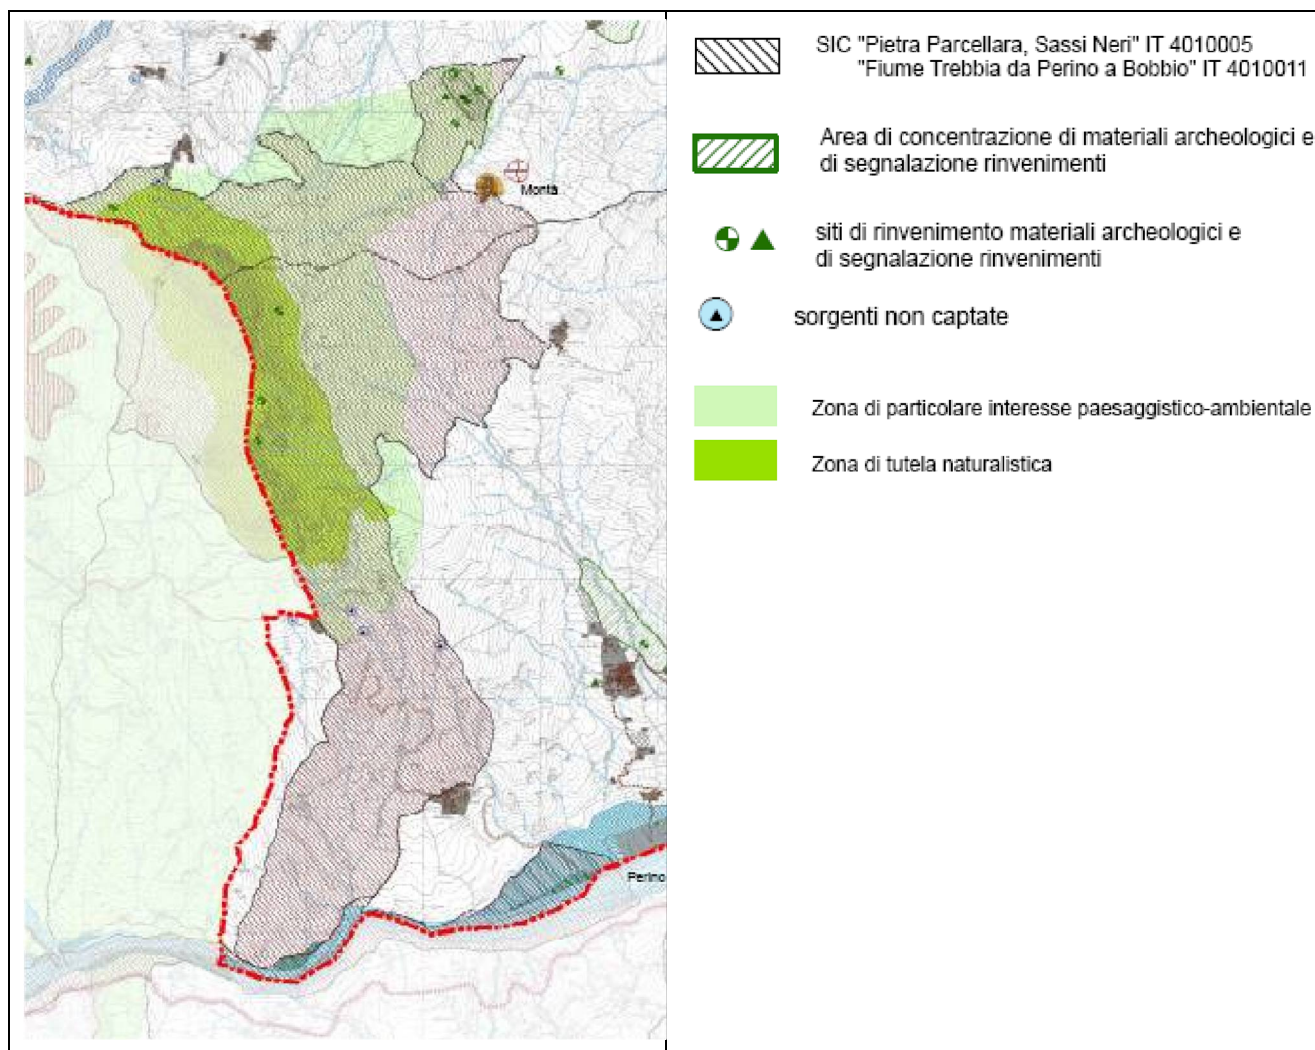 SIC "Pietra Parcellara, Sassi Neri" IT 4010005
"Fiume Trebbia da Perino a Bobbio" IT 4010011
Area di concentrazione di materiali archeologici e
di segnalazione rinvenimenti
Montà
siti di rinvenimento materiali archeologici e
di segnalazione rinvenimenti
sorgenti non captate
Zona di particolare interesse paesaggistico-ambientale
Zona di tutela naturalistica
Perino